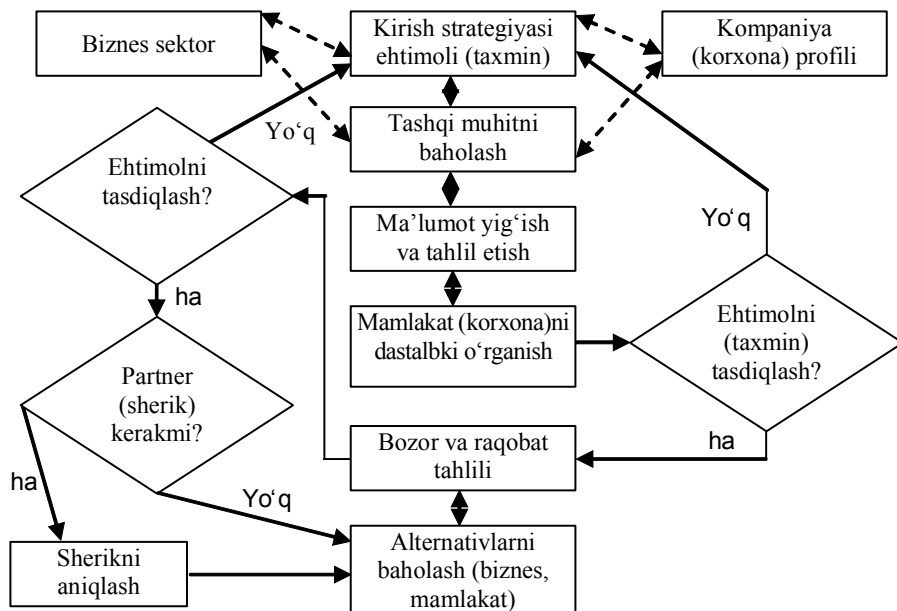 Biznes sektor
Kirish strategiyasi
ehtimoli (taxmin)
Kompaniya
(korxona) profili
Yo‘q
Tashqi muhitni
baholash
Ehtimolni
tasdiqlash?
Ma’lumot yig‘ish
va tahlil etish
Yo‘q
ha
Mamlakat (korxona)ni
dastalbki o‘rganish
Ehtimolni
(taxmin)
tasdiqlash?
Partner
(sherik)
kerakmi?
Bozor va raqobat
tahlili
ha
ha
Yo‘q
Sherikni
aniqlash
Alternativlarni
baholash (biznes,
mamlakat)